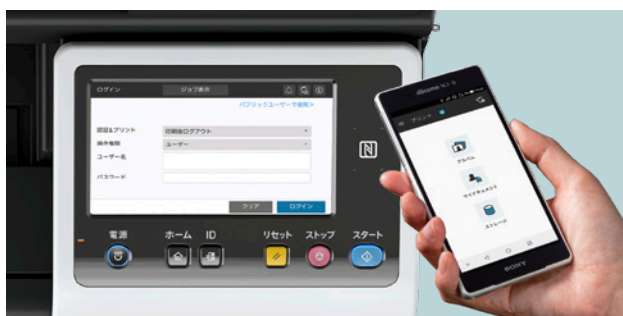 ログイン
ジョブ表示
パブリックユーザーで使用>
認証&プリント
印刷後ログアウト
操作権限
ユーザー
ユーザー名
パスワード
クリア
ログイン
電源
ホーム
ID
リセット
ストップ
スタート
docomo
プリント
アルバム
マイドキュメント
ストレージ
SONY